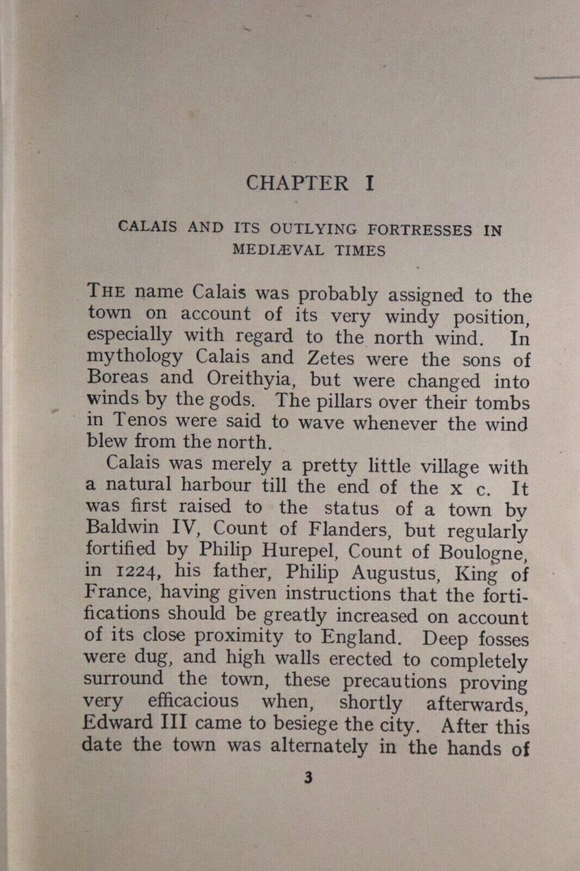 CHAPTER I
CALAIS AND ITS OUTLYING FORTRESSES IN
MEDIÆVAL TIMES
THE name Calais was probably assigned to the
town on account of its very windy position,
especially with regard to the north wind. In
mythology Calais and Zetes were the sons of
Boreas and Oreithyia, but were changed into
winds by the gods. The pillars over their tombs
in Tenos were said to wave whenever the wind
blew from the north.
Calais was merely a pretty little village with
a natural harbour till the end of the x c. It
was first raised to the status of a town by
Baldwin IV, Count of Flanders, but regularly
fortified by Philip Hurepel, Count of Boulogne,
in 1224, his father, Philip Augustus, King of
France, having given instructions that the forti-
fications should be greatly increased on account
of its close proximity to England. Deep fosses
were dug, and high walls erected to completely
surround the town, these precautions proving
very efficacious when, shortly afterwards,
Edward III came to besiege the city. After this
date the town was alternately in the hands of
3